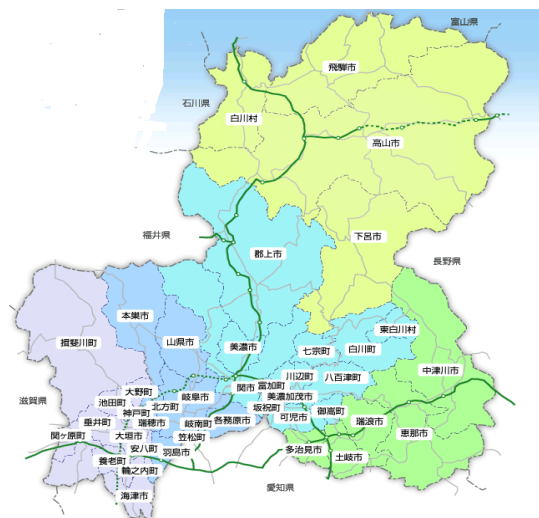 富山県
飛騨市
石川県
白川村
高山市
福井県
郡上市
下呂市
長野県
本巣市
東白川村
揖斐川町
山県市
美濃市
七宗町
白川町
中津川市
大野町
関市
川辺町
八百津町
池田町
北方町
岐阜市
富加町
美濃加茂市
滋賀県
神戸町
坂祝町
御嵩町
垂井町
瑞穂市
岐南町
各務原市
可児市
瑞浪市
関ヶ原町
大垣市
笠松町
恵那市
安八町
羽島市
多治見市
養老町
土岐市
輪之内町
愛知県
海津市